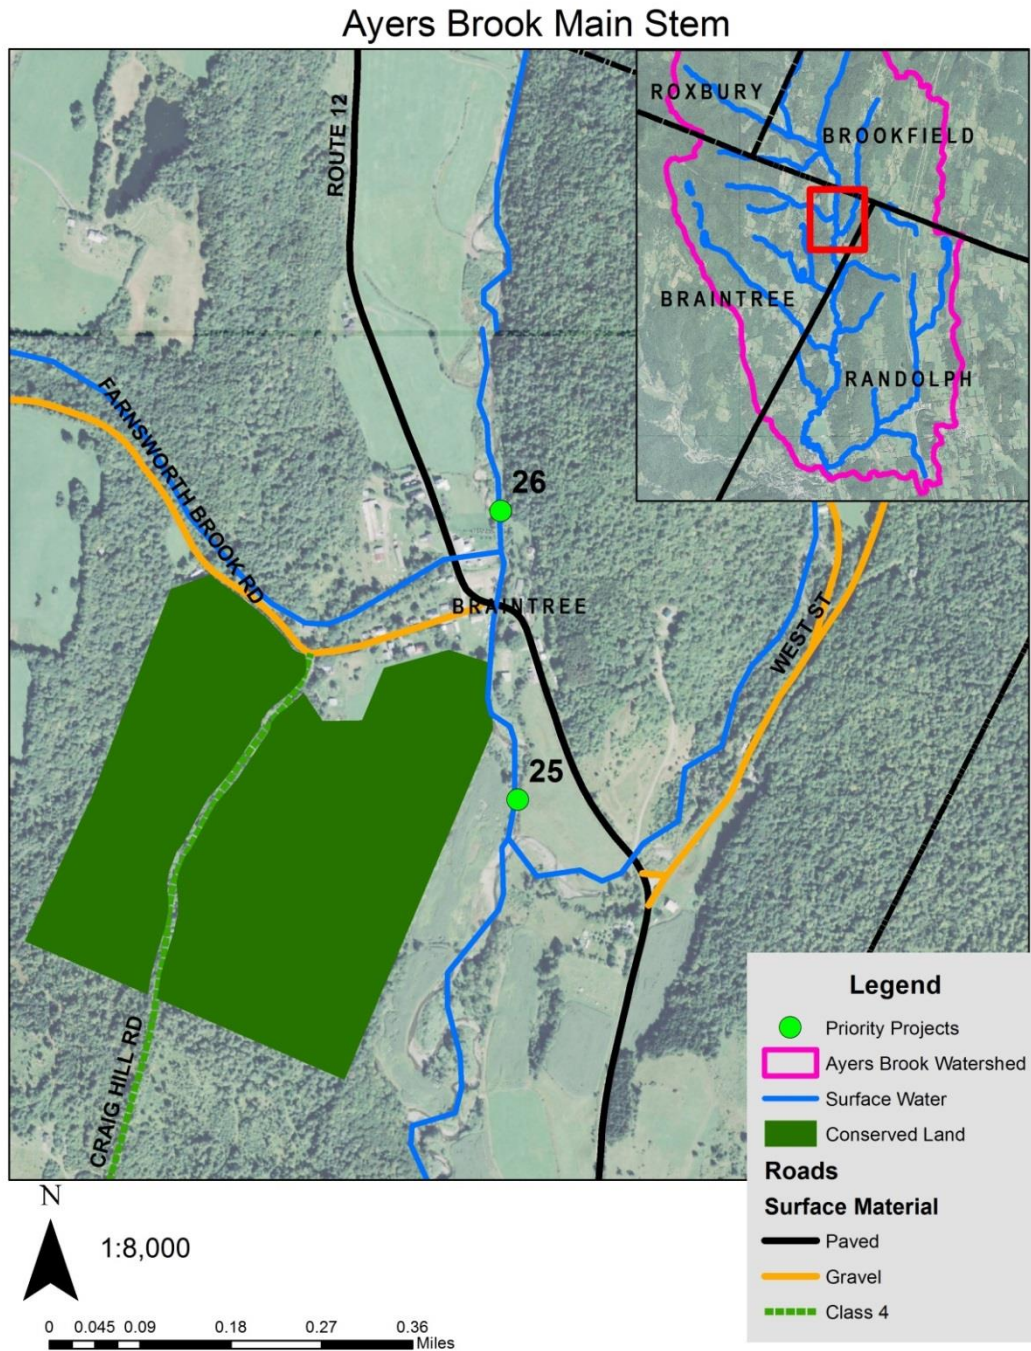 Ayers Brook Main Stem
ROXBURY
BROOKFIELD
BRAINTREE
RANDOLPH
ROUTE 12
FARNSWORTH BROOK RD
26
BRAINTREE
WEST ST
25
CRAIG HILL RD
Legend
Priority Projects
Ayers Brook Watershed
Surface Water
Conserved Land
Roads
Surface Material
Paved
Gravel
Class 4
N
1:8,000
0 0.045 0.09 0.18 0.27 0.36
Miles